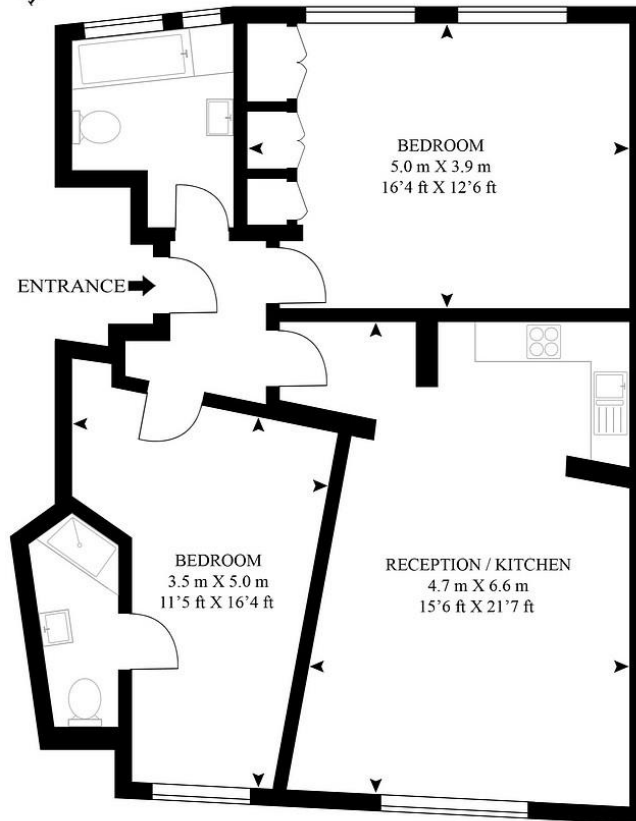 BEDROOM
5.0 m X 3.9 m
16'4 ft X 12'6 ft
ENTRANCE
BEDROOM
3.5 m X 5.0 m
11'5 ft X 16'4 ft
RECEPTION / KITCHEN
4.7 m X 6.6 m
15'6 ft X 21'7 ft